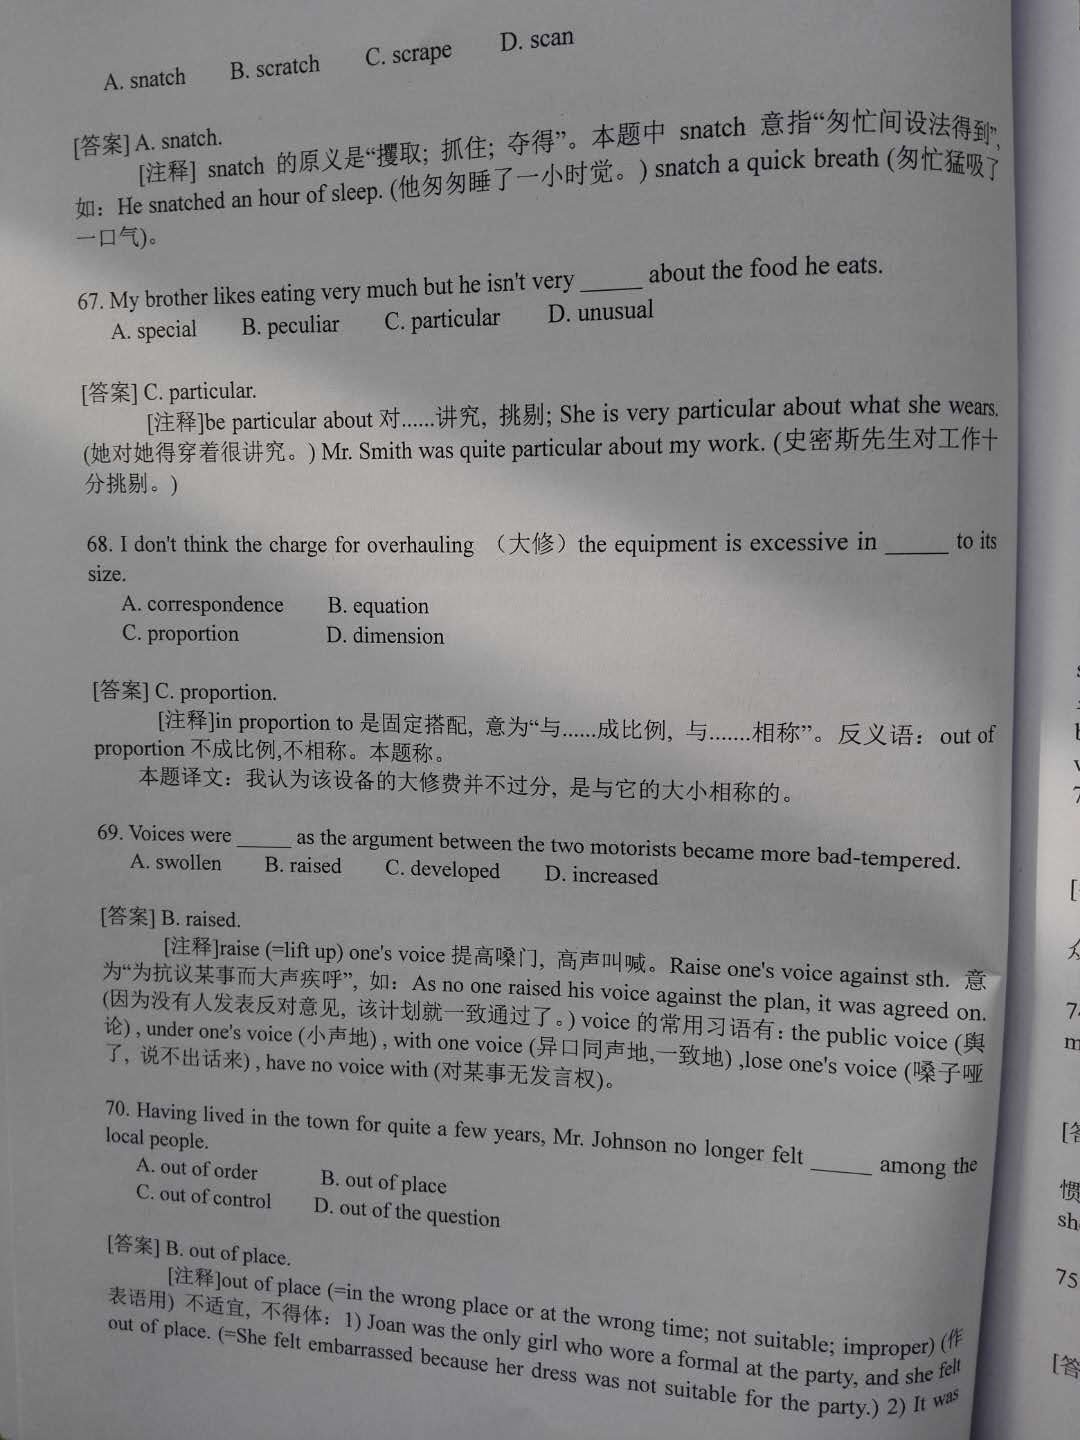 A. snatch B. scratch C. scrape D. scan
[答案] A. snatch.
[注释] snatch 的原义是“攫取; 抓住; 夺得”。本题中 snatch 意指“匆忙间设法得到”,
如：He snatched an hour of sleep. (他匆匆睡了一小时觉。) snatch a quick breath (匆忙猛吸了
一口气)。
67. My brother likes eating very much but he isn't very _____ about the food he eats.
A. special B. peculiar C. particular D. unusual
[答案] C. particular.
[注释]be particular about 对......讲究, 挑剔; She is very particular about what she wears.
(她对她得穿着很讲究。) Mr. Smith was quite particular about my work. (史密斯先生对工作十
分挑剔。)
68. I don't think the charge for overhauling （大修）the equipment is excessive in _____ to its
size.
A. correspondence B. equation
C. proportion D. dimension
[答案] C. proportion.
[注释]in proportion to 是固定搭配, 意为“与......成比例, 与.......相称”。反义语：out of
proportion 不成比例,不相称。本题称。
本题译文：我认为该设备的大修费并不过分, 是与它的大小相称的。
69. Voices were _____ as the argument between the two motorists became more bad-tempered.
A. swollen B. raised C. developed D. increased
[答案] B. raised.
[注释]raise (=lift up) one's voice 提高嗓门, 高声叫喊。Raise one's voice against sth. 意
为“为抗议某事而大声疾呼”, 如：As no one raised his voice against the plan, it was agreed on.
(因为没有人发表反对意见, 该计划就一致通过了。) voice 的常用习语有：the public voice (舆
论) , under one's voice (小声地) , with one voice (异口同声地,一致地) ,lose one's voice (嗓子哑
了, 说不出话来) , have no voice with (对某事无发言权)。
70. Having lived in the town for quite a few years, Mr. Johnson no longer felt _____ among the
local people.
A. out of order B. out of place
C. out of control D. out of the question
[答案] B. out of place.
[注释]out of place (=in the wrong place or at the wrong time; not suitable; improper) (作
表语用) 不适宜, 不得体：1) Joan was the only girl who wore a formal at the party, and she felt
out of place. (=She felt embarrassed because her dress was not suitable for the party.) 2) It was
惯
sh
75
[答